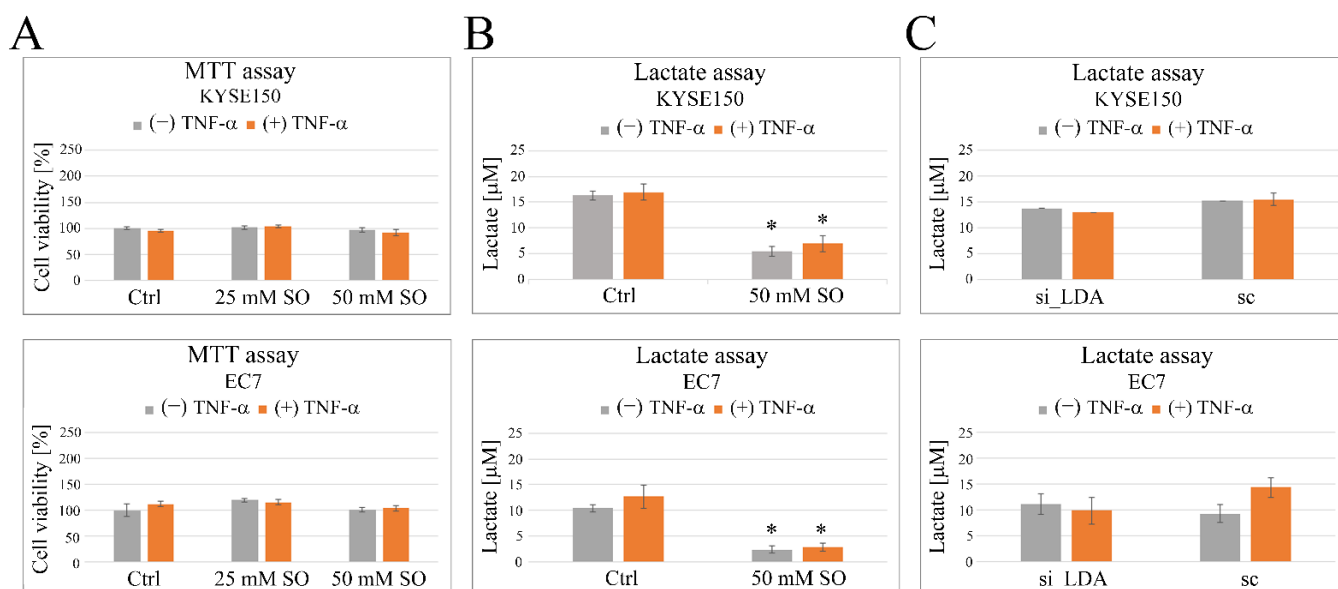 A
MTT assay
KYSE150
(−) TNF-α (+) TNF-α
Cell viability [%]
250
200
150
100
50
0
Ctrl 25 mM SO 50 mM SO
MTT assay
EC7
(−) TNF-α (+) TNF-α
Cell viability [%]
250
200
150
100
50
0
Ctrl 25 mM SO 50 mM SO
B
Lactate assay
KYSE150
(−) TNF-α (+) TNF-α
Lactate [μM]
25
20
15
10
5
0
* *
Ctrl 50 mM SO
Lactate assay
EC7
(−) TNF-α (+) TNF-α
Lactate [μM]
25
20
15
10
5
0
* *
Ctrl 50 mM SO
C
Lactate assay
KYSE150
(−) TNF-α (+) TNF-α
Lactate [μM]
25
20
15
10
5
0
si_LDA sc
Lactate assay
EC7
(−) TNF-α (+) TNF-α
Lactate [μM]
25
20
15
10
5
0
si_LDA sc